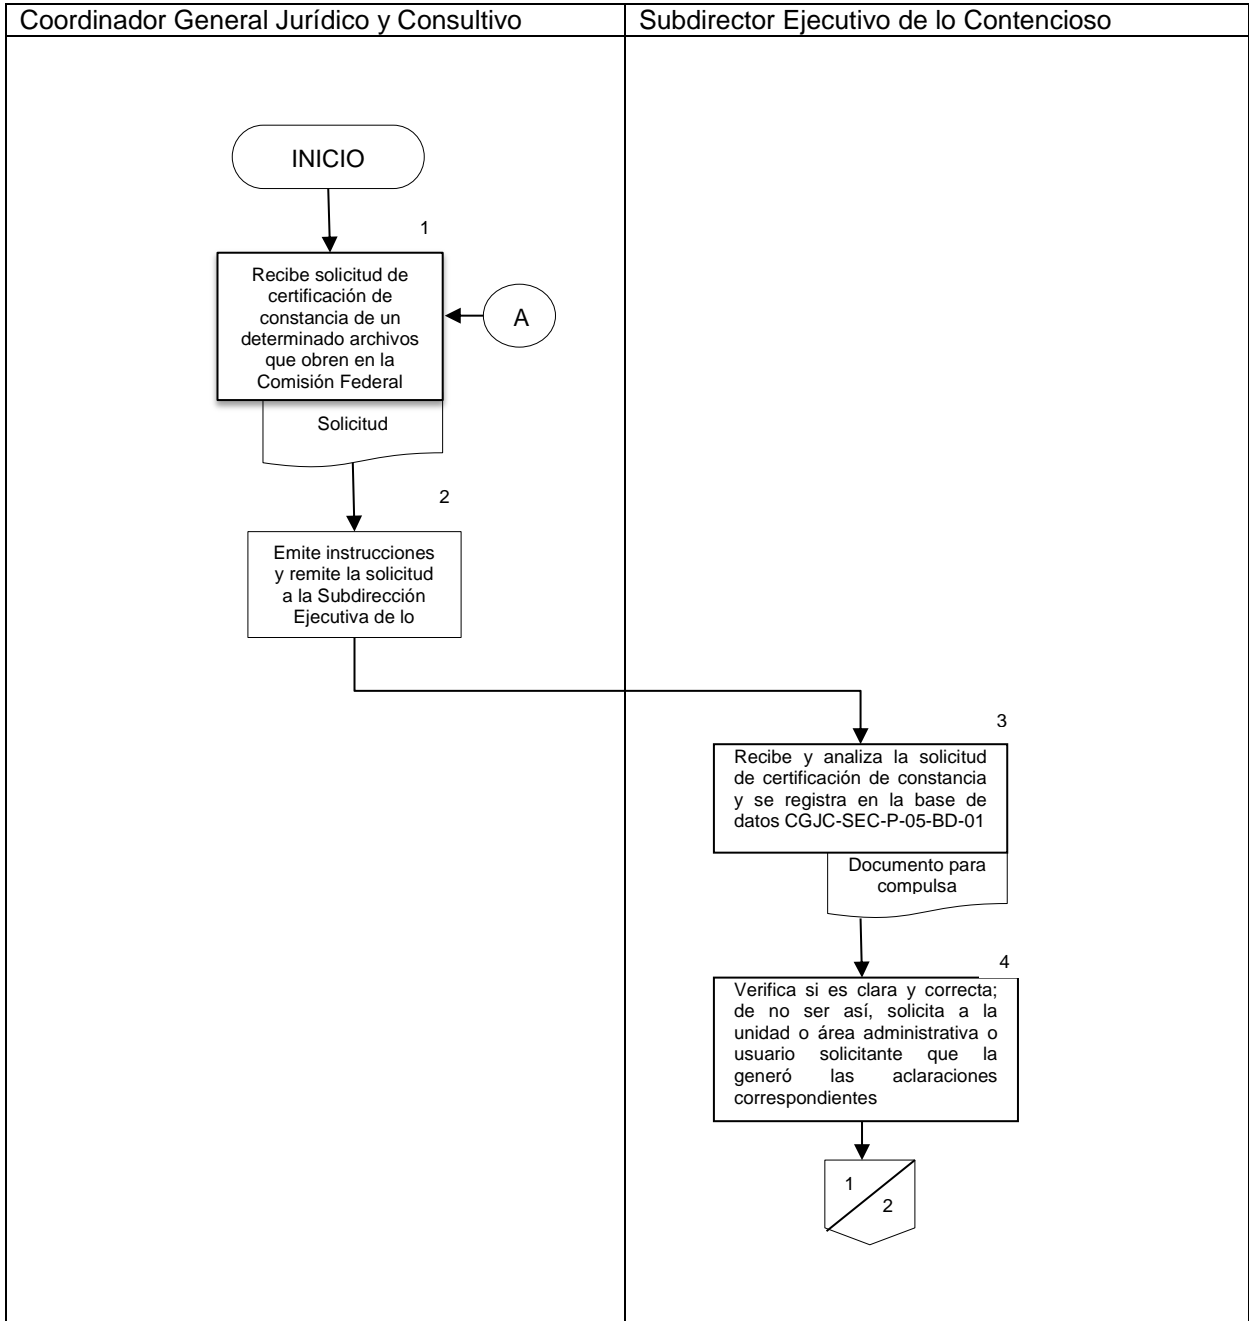 Coordinador General Jurídico y Consultivo
Subdirector Ejecutivo de lo Contencioso
INICIO
1
Recibe solicitud de
certificación de
constancia de un
determinado archivos
que obren en la
Comisión Federal
A
Solicitud
2
Emite instrucciones
y remite la solicitud
a la Subdirección
Ejecutiva de lo
3
Recibe y analiza la solicitud
de certificación de constancia
y se registra en la base de
datos CGJC-SEC-P-05-BD-01
Documento para
compulsa
4
Verifica si es clara y correcta;
de no ser así, solicita a la
unidad o área administrativa o
usuario solicitante que la
generó las aclaraciones
correspondientes
1
2